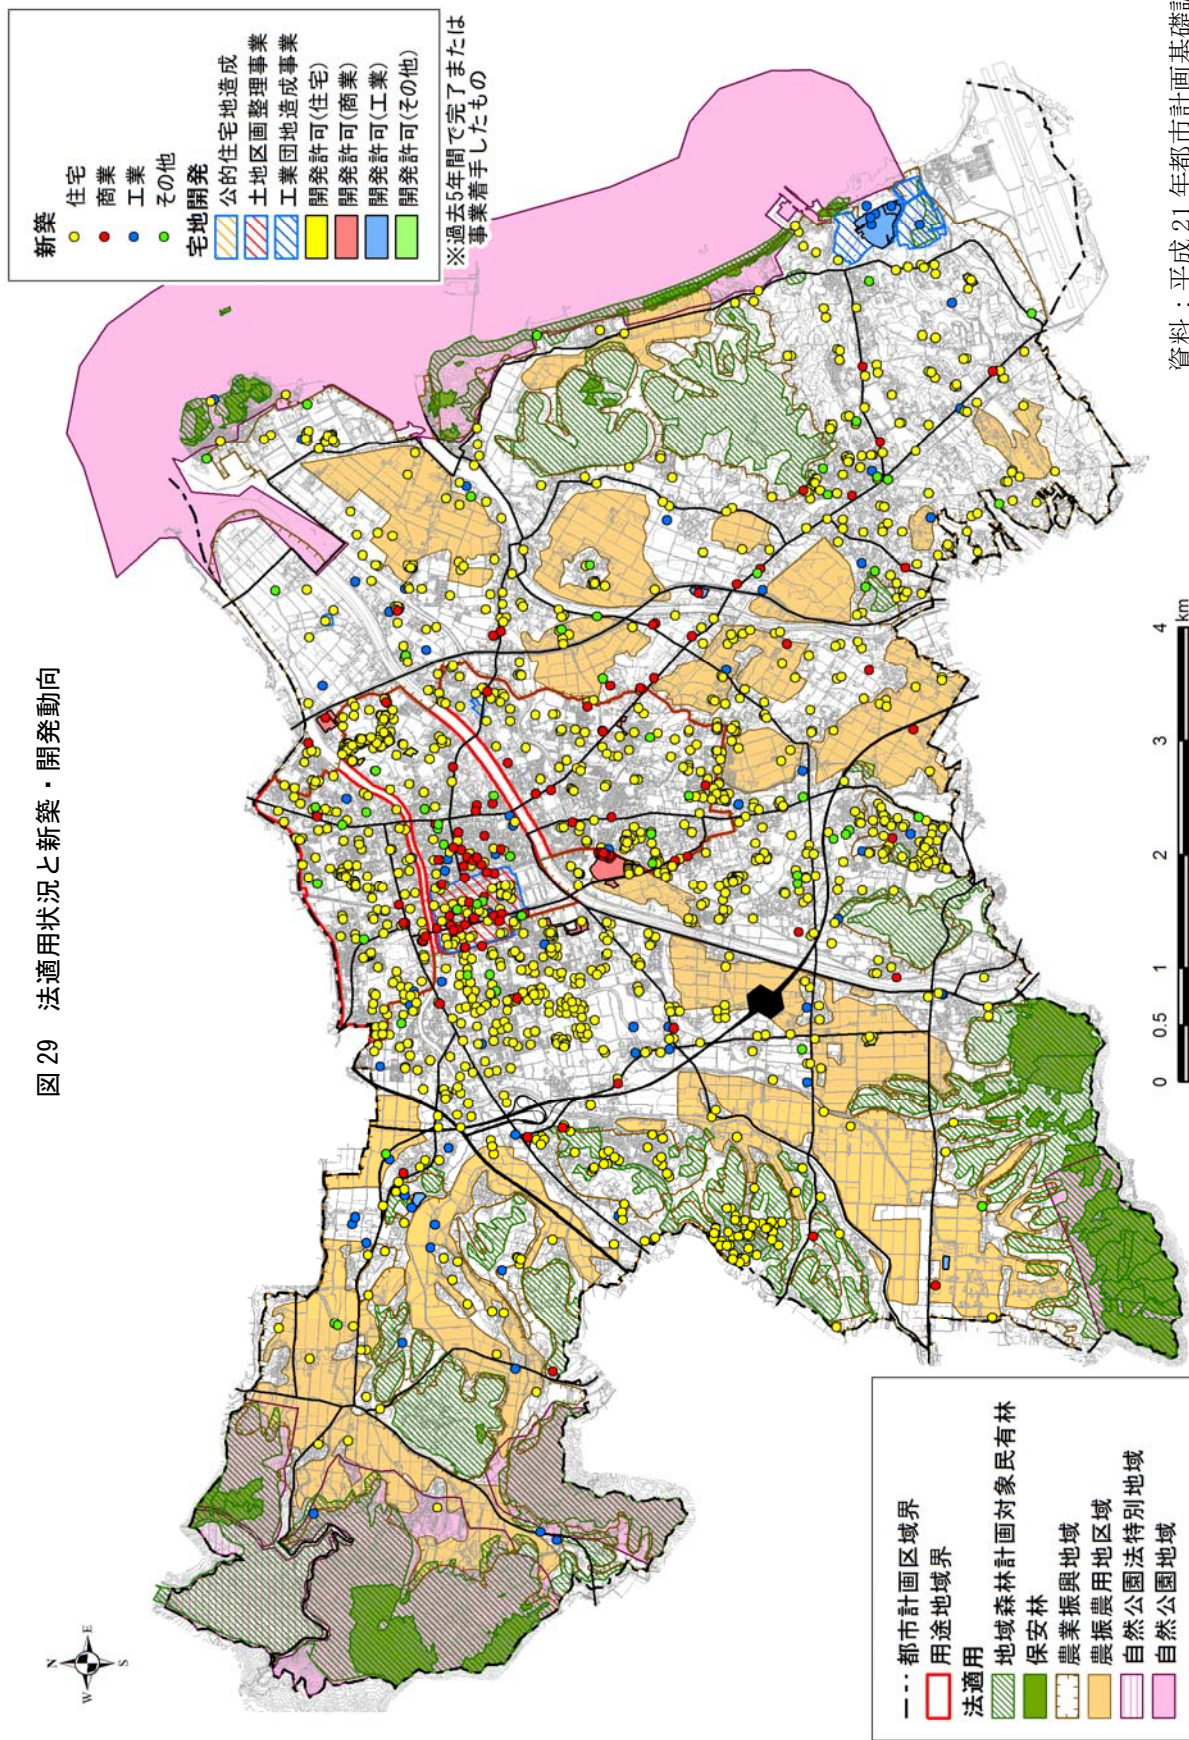 図 29　法適用状況と新築・開発動向
新築
住宅
商業
工業
その他
宅地開発
公的住宅地造成
土地区画整理事業
工業団地造成事業
開発許可(住宅)
開発許可(商業)
開発許可(工業)
開発許可(その他)
※過去5年間で完了または
事業着手したもの
N
W
E
S
都市計画区域界
用途地域界
法適用
地域森林計画対象民有林
保安林
農業振興地域
農振農用地区域
自然公園法特別地域
自然公園地域
0 0.5 1 2 3 4
km
資料：平成 21 年都市計画基礎